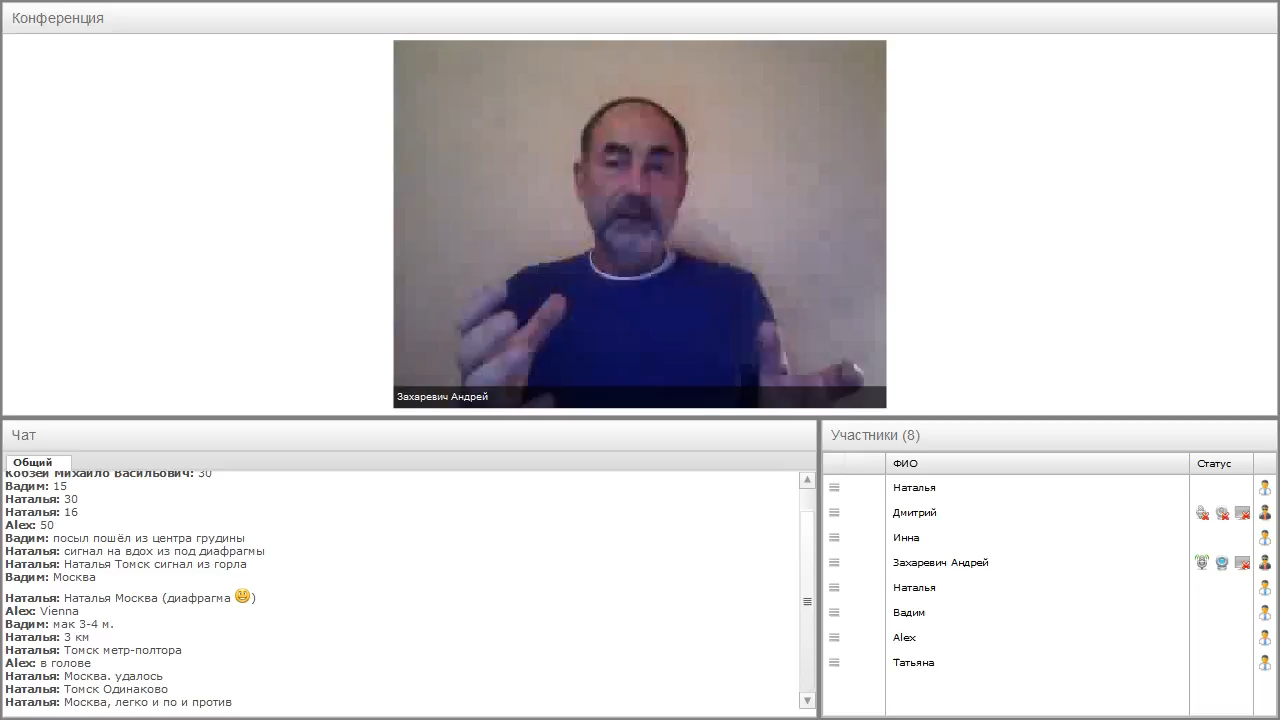 Конференция
Захаревич Андрей
Чат
Общий
Кобзей Михайло Васильович: 30
Вадим: 15
Наталья: 30
Наталья: 16
Alex: 50
Вадим: посыл пошёл из центра грудины
Наталья: сигнал на вдох из под диафрагмы
Наталья: Наталья Томск сигнал из горла
Вадим: Москва
Наталья: Наталья Москва (диафрагма )
Alex: Vienna
Вадим: мак 3-4 м.
Наталья: 3 км
Наталья: Томск метр полтора
Alex: в голове
Наталья: Москва. удалось
Наталья: Томск Одинаково
Наталья: Москва легко и по и против
Участники (8)
ФИО Статус
Наталья
Дмитрий
Инна
Захаревич Андрей
Наталья
Вадим
Alex
Татьяна